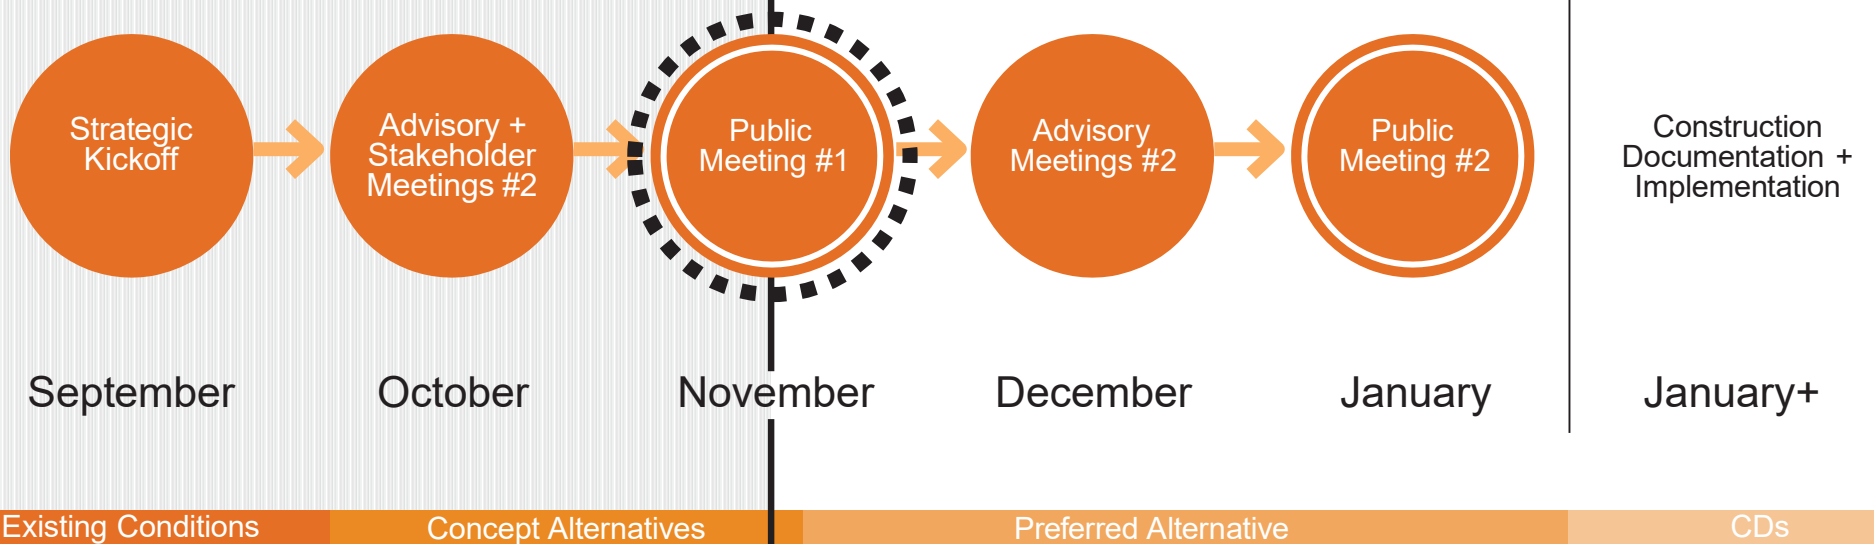 Strategic
Kickoff
Advisory +
Stakeholder
Meetings #2
Public
Meeting #1
Advisory
Meetings #2
Public
Meeting #2
Construction
Documentation +
Implementation
September
October
November
December
January
January+
Existing Conditions
Concept Alternatives
Preferred Alternative
CDs